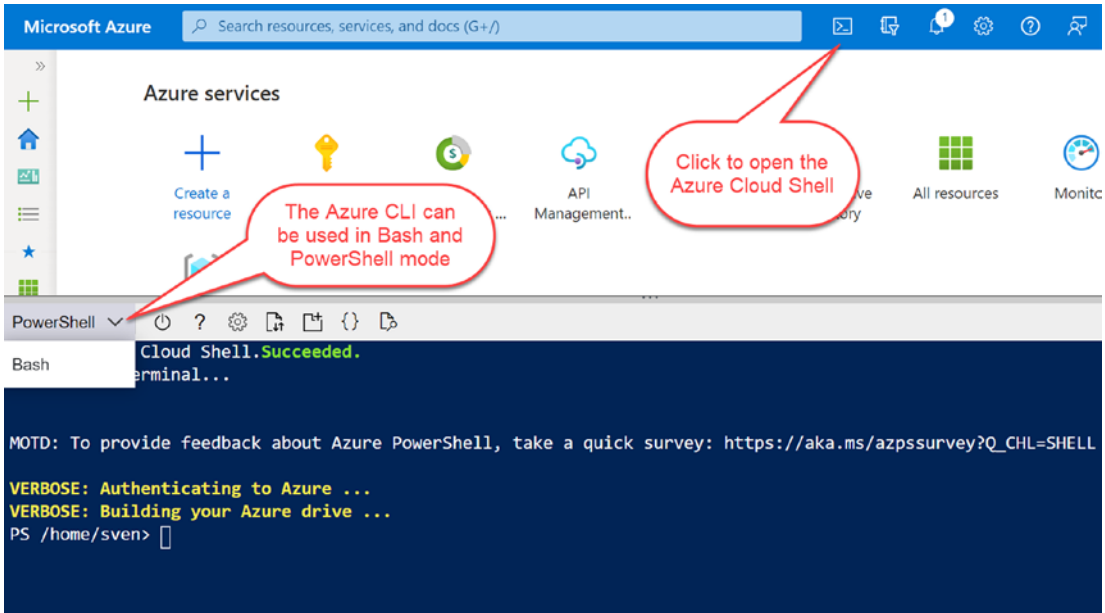 Microsoft Azure
Search resources, services, and docs (G+/)
1
Azure services
Create a
resource
API
Management..
...
All resources
Monitc
Click to open the
Azure Cloud Shell
ve
ory
The Azure CLI can
be used in Bash and
PowerShell mode
PowerShell
Bash
Cloud Shell.Succeeded.
erminal...
MOTD: To provide feedback about Azure PowerShell, take a quick survey: https://aka.ms/azpssurvey?Q_CHL=SHELL
VERBOSE: Authenticating to Azure ...
VERBOSE: Building your Azure drive ...
PS /home/sven>